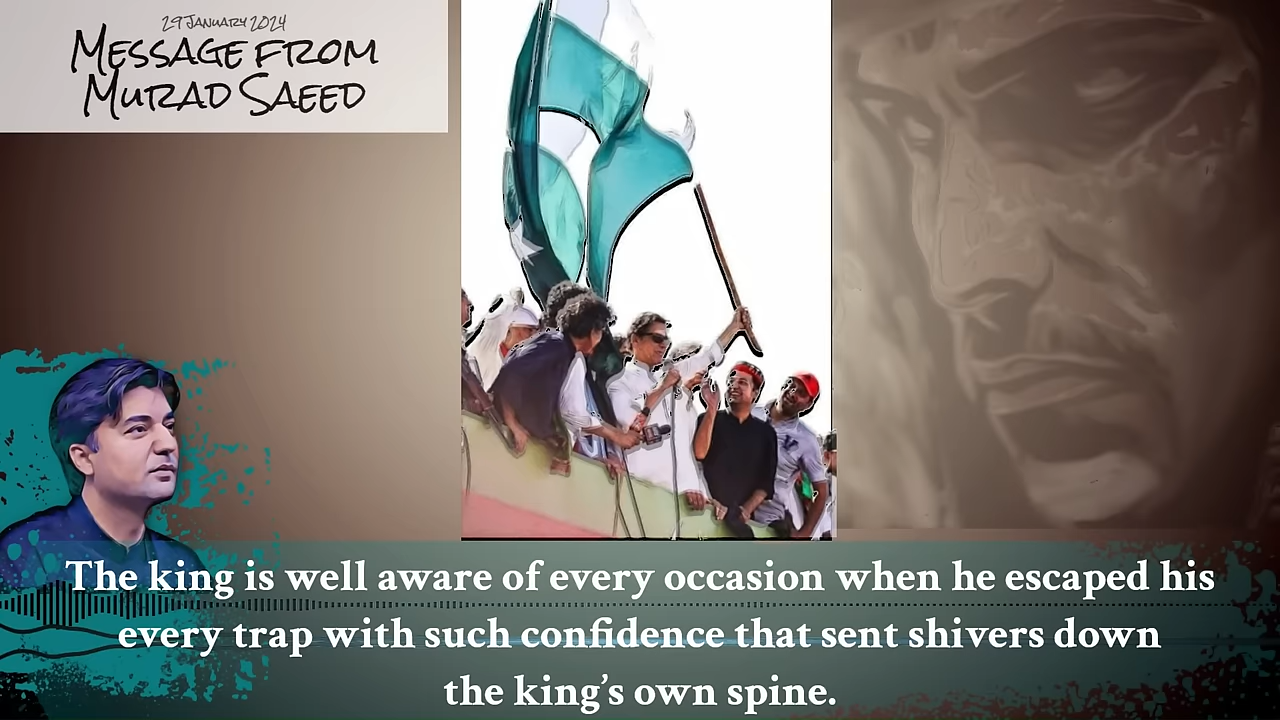 29 January 2024
Message from
Murad Saeed
The king is well aware of every occasion when he escaped his
every trap with such confidence that sent shivers down
the king's own spine.